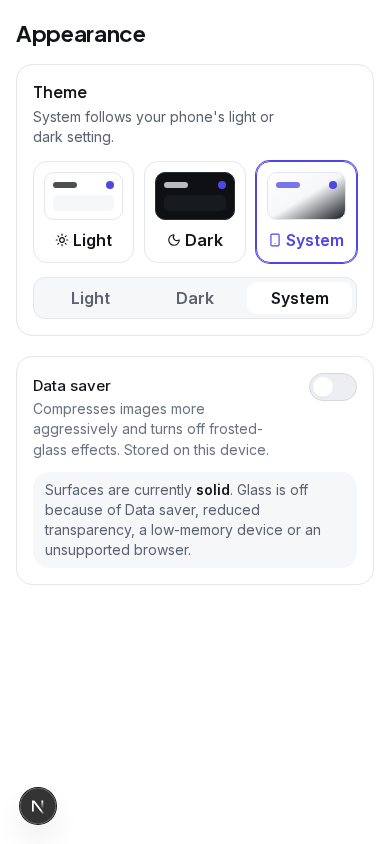 Appearance
Theme
System follows your phone's light or
dark setting.
Light
Dark
System
Light
Dark
System
Data saver
Compresses images more
aggressively and turns off frosted-
glass effects. Stored on this device.
Surfaces are currently solid. Glass is off
because of Data saver, reduced
transparency, a low-memory device or an
unsupported browser.
N